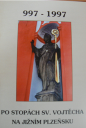 997 - 1997
PO STOPÁCH SV. VOJTĚCHA
NA JIŽNÍM PLZEŇSKU